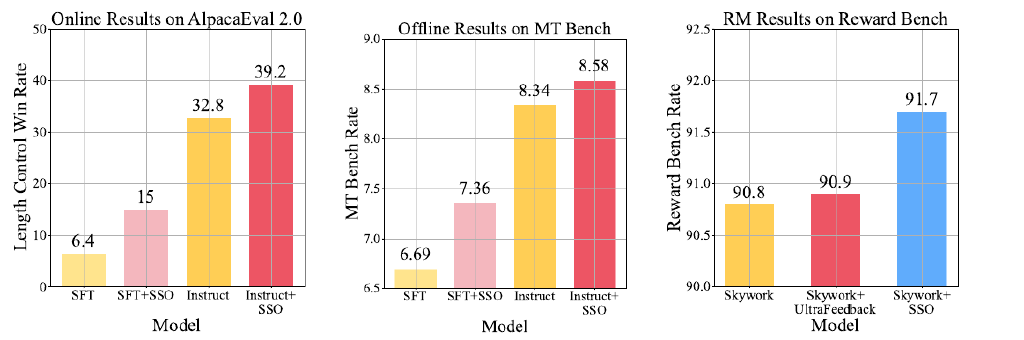 Online Results on AlpacaEval 2.0
Length Control Win Rate
50
40
30
20
10
0
6.4
15
32.8
39.2
SFT
SFT+SSO
Instruct
Instruct+
SSO
Model
Offline Results on MT Bench
MT Bench Rate
9.0
8.5
8.0
7.5
7.0
6.5
6.69
7.36
8.34
8.58
SFT
SFT+SSO
Instruct
Instruct+
SSO
Model
RM Results on Reward Bench
Reward Bench Rate
92.5
92.0
91.5
91.0
90.5
90.0
90.8
90.9
91.7
Skywork
Skywork+
UltraFeedback
Skywork+
SSO
Model